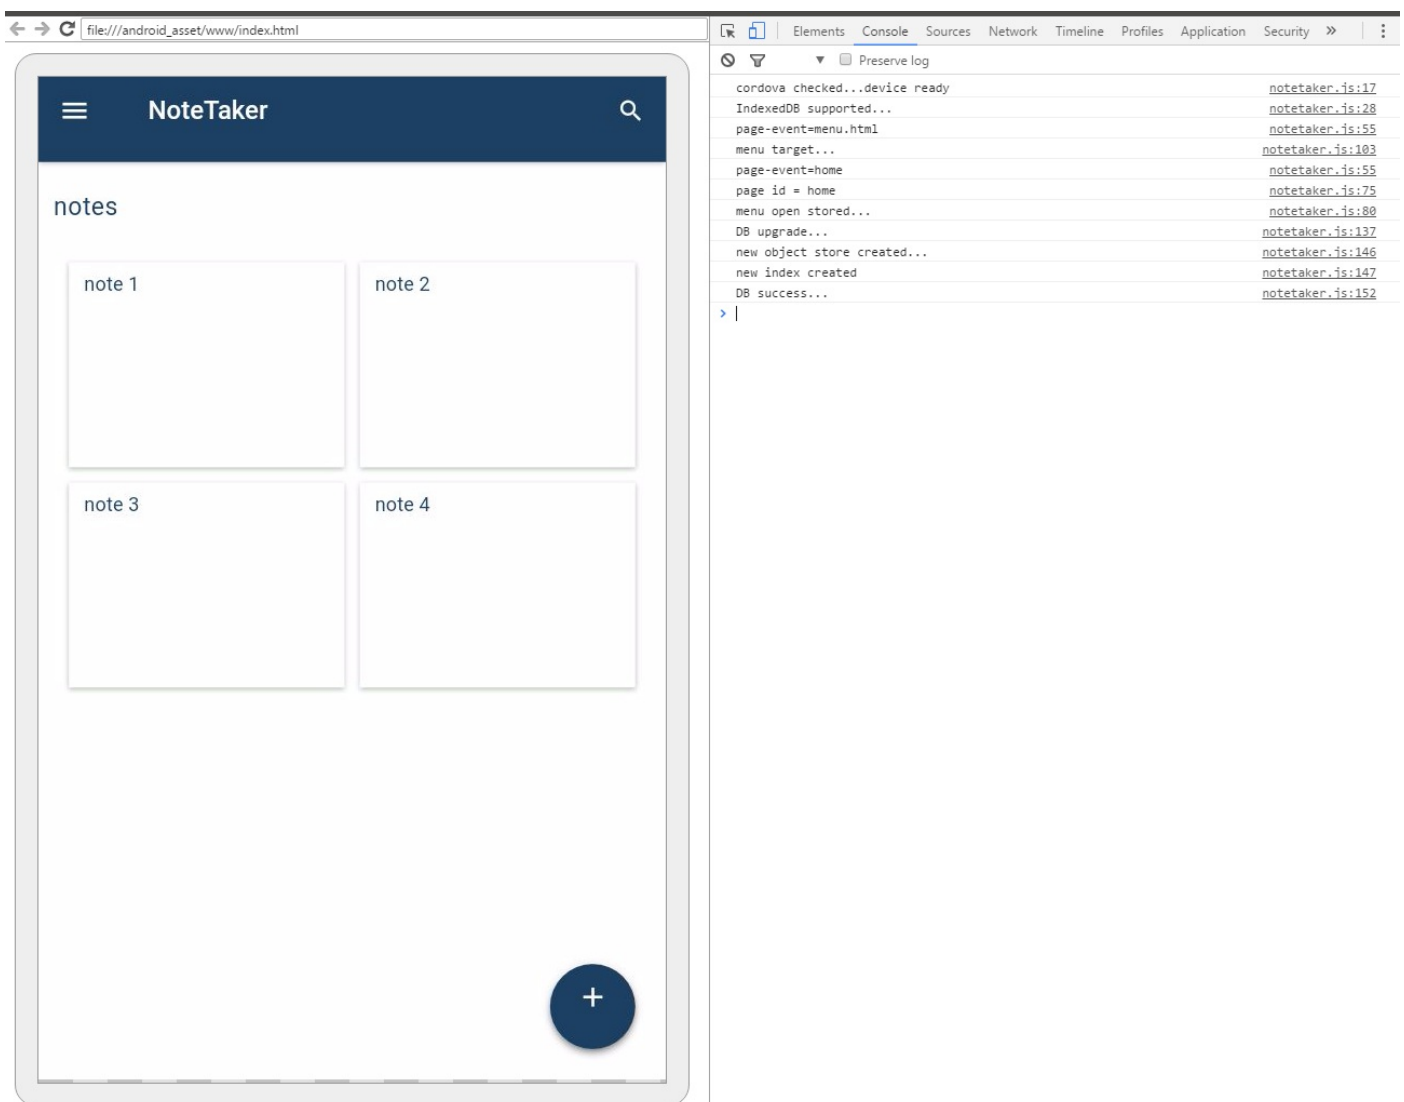 file:///android_asset/www/index.html
Elements Console Sources Network Timeline Profiles Application Security »
Preserve log
NoteTaker
notes
note 1
note 2
note 3
note 4
+
cordova checked...device ready notetaker.js:17
IndexedDB supported... notetaker.js:28
page-event=menu.html notetaker.js:55
menu target... notetaker.js:103
page-event=home notetaker.js:55
page id = home notetaker.js:75
menu open stored... notetaker.js:80
DB upgrade... notetaker.js:137
new object store created... notetaker.js:146
new index created notetaker.js:147
DB success... notetaker.js:152
>